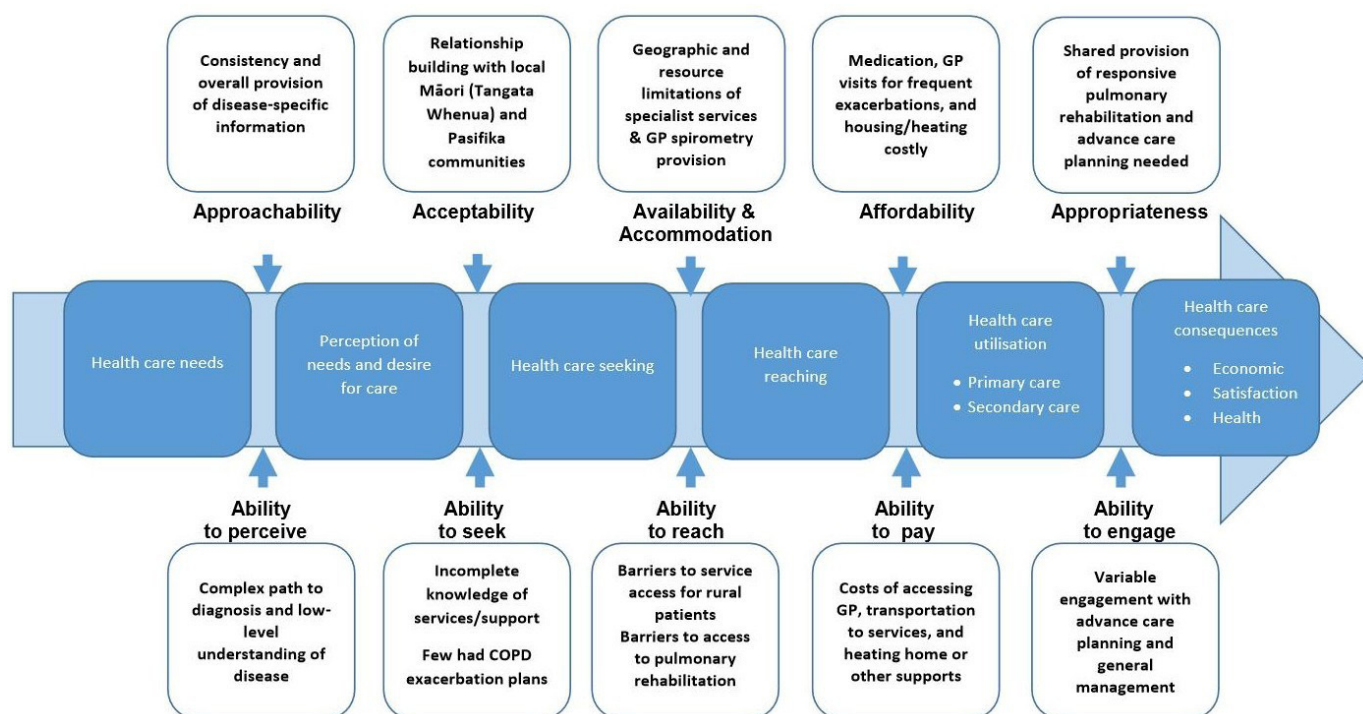 Consistency and
overall provision
of disease-specific
information
Relationship
building with local
Māori (Tangata
Whenua) and
Pasifika
communities
Geographic and
resource
limitations of
specialist services
& GP spirometry
provision
Medication, GP
visits for frequent
exacerbations, and
housing/heating
costly
Shared provision
of responsive
pulmonary
rehabilitation and
advance care
planning needed
Approachability
Acceptability
Availability &
Accommodation
Affordability
Appropriateness
Health care needs
Perception of
needs and desire
for care
Health care seeking
Health care
reaching
Health care
utilisation
• Primary care
• Secondary care
Health care
consequences
• Economic
• Satisfaction
• Health
Ability
to perceive
Ability
to seek
Ability
to reach
Ability
to pay
Ability
to engage
Complex path to
diagnosis and low-
level
understanding of
disease
Incomplete
knowledge of
services/support
Few had COPD
exacerbation plans
Barriers to service
access for rural
patients
Barriers to access
to pulmonary
rehabilitation
Costs of accessing
GP, transportation
to services, and
heating home or
other supports
Variable
engagement with
advance care
planning and
general
management